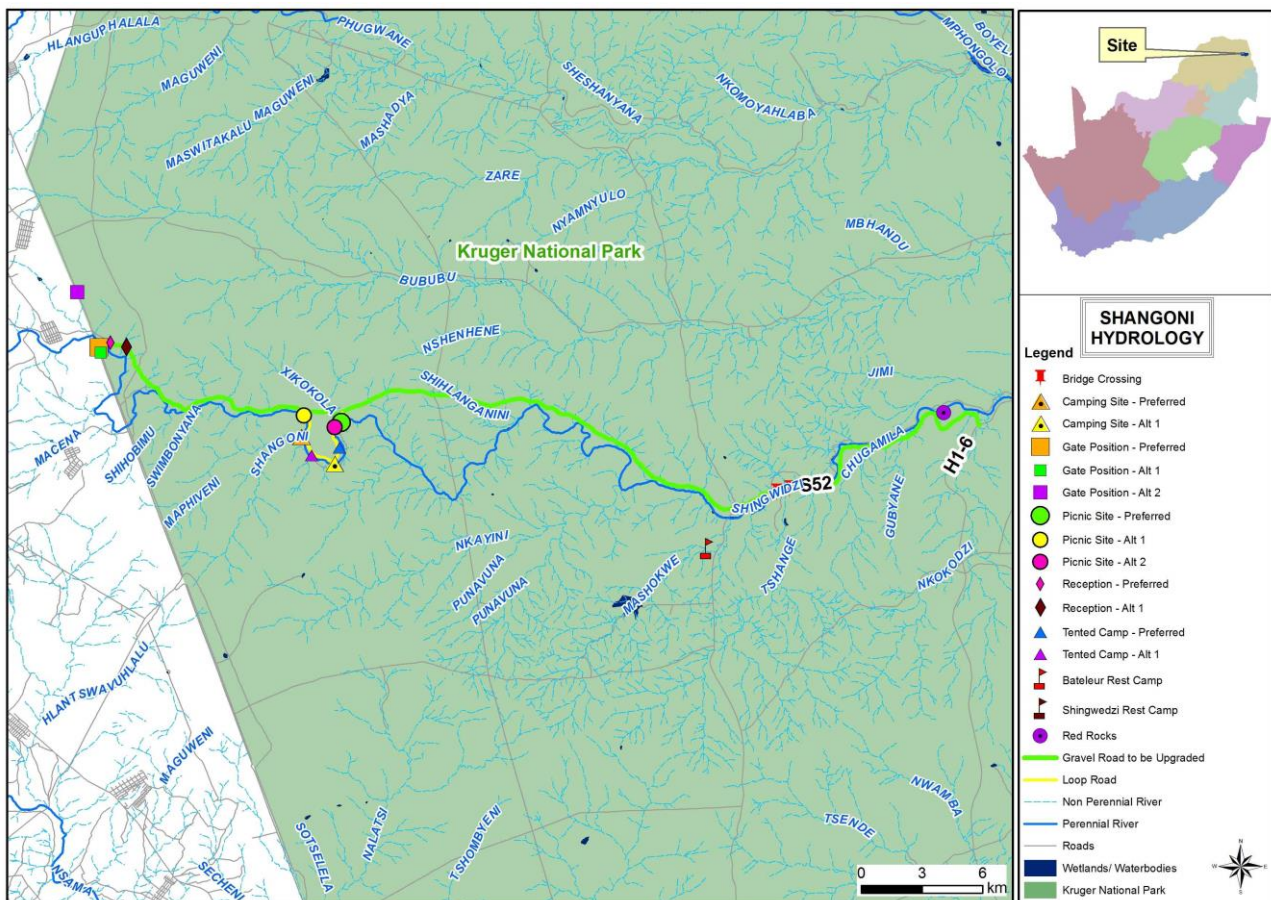 HLANGUPHALALA
PHUGWANE
BOYELA
MPHONGOLO
MAGUWENI
MAGUWENI
MASWITAKALU
MASHADYA
SHESHANYANA
NKOMOYAHLABA
ZARE
NYAMNYULO
MBHANDU
Kruger National Park
BUBUBU
NSHENHENE
XIKOKOLA
SHIHLANGANINI
JIMI
MACENA
SHIHOBIMU
SWIMBONYANA
SHANGONI
MAPHIVENI
CHUGAMILA
H1-6
SHINGWIDZI
S52
GUBYANE
NKAYINI
PUNAVUNA
PUNAVUNA
MASHOKWE
TSHANGE
NKOKODZI
HLANTSWAVUHLALU
MAGUWENI
NWAMBA
TSENDE
SOTSELELA
NALATSI
TSHOMBYENI
INSAMA
SECHENI
0 3 6
km
Site
SHANGONI
HYDROLOGY
Legend
Bridge Crossing
Camping Site - Preferred
Camping Site - Alt 1
Gate Position - Preferred
Gate Position - Alt 1
Gate Position - Alt 2
Picnic Site - Preferred
Picnic Site - Alt 1
Picnic Site - Alt 2
Reception - Preferred
Reception - Alt 1
Tented Camp - Preferred
Tented Camp - Alt 1
Bateleur Rest Camp
Shingwedzi Rest Camp
Red Rocks
Gravel Road to be Upgraded
Loop Road
Non Perennial River
Perennial River
Roads
Wetlands/ Waterbodies
Kruger National Park
N
W E
S